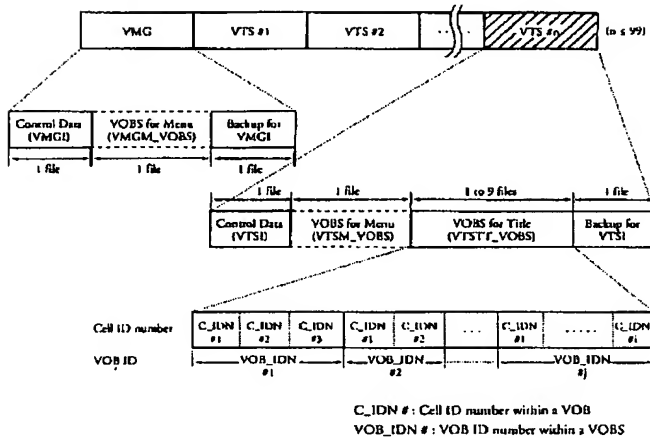 VMG VTS #1 VTS #2 ..... VTS #n (n ≤ 99)
Control Data VOBS for Menu Backup for
(VMGI) (VMGM_VOBS) VMGI
1 file 1 file 1 file
1 file 1 file 1 to 9 files 1 file
Control Data VOBS for Menu VOBS for Title Backup for
(VTSI) (VTSM_VOBS) (VTSTT_VOBS) VTSI
Cell ID number C_IDN C_IDN C_IDN C_IDN C_IDN ..... C_IDN ..... C_IDN
#1 #2 #3 #1 #2 #1 #i
VOB ID VOB_IDN VOB_IDN VOB_IDN
#1 #2 #j
C_IDN # : Cell ID number within a VOB
VOB_IDN # : VOB ID number within a VOBS